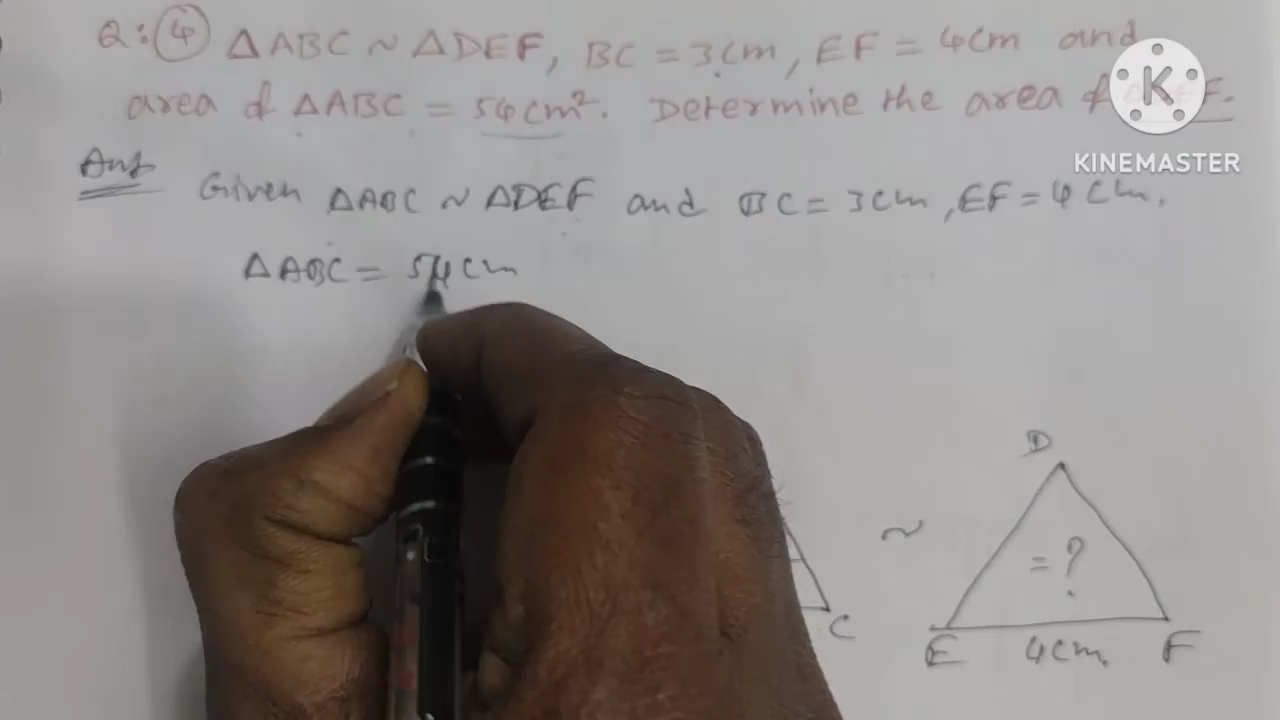 Q: 4 ΔABC ~ ΔDEF, BC = 3cm, EF = 4cm and
area of ΔABC = 54cm². Determine the area of EF.
K
KINEMASTER
Ans
Given ΔABC ~ ΔDEF and BC = 3cm, EF = 4cm.
ΔABC = 54cm
D
~
= ?
C
E 4cm. F